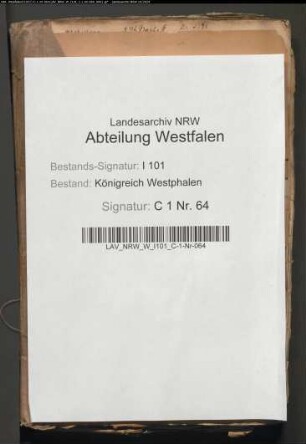 Landesarchiv NRW
Abteilung Westfalen
Bestands-Signatur: I 101
Bestand: Königreich Westphalen
Signatur: C 1 Nr. 64
LAV_NRW_W_I101_C-1-Nr-064